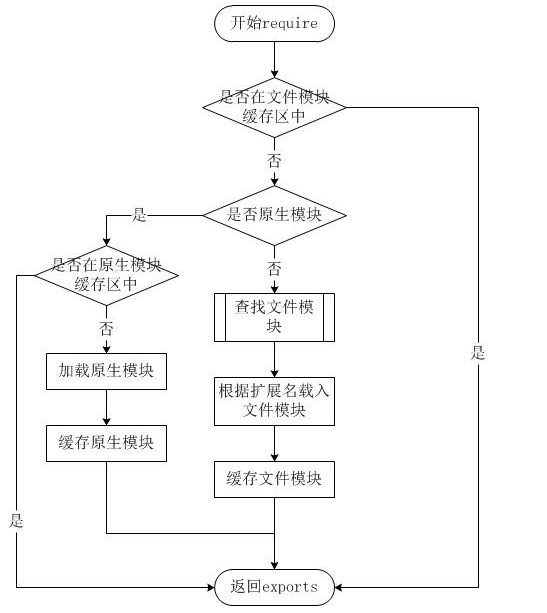 开始require
是否在文件模块
缓存区中
否
是否原生模块
是
是否在原生模块
缓存区中
否
查找文件模
块
否
加载原生模块
根据扩展名载入
文件模块
是
缓存原生模块
缓存文件模块
是
返回exports